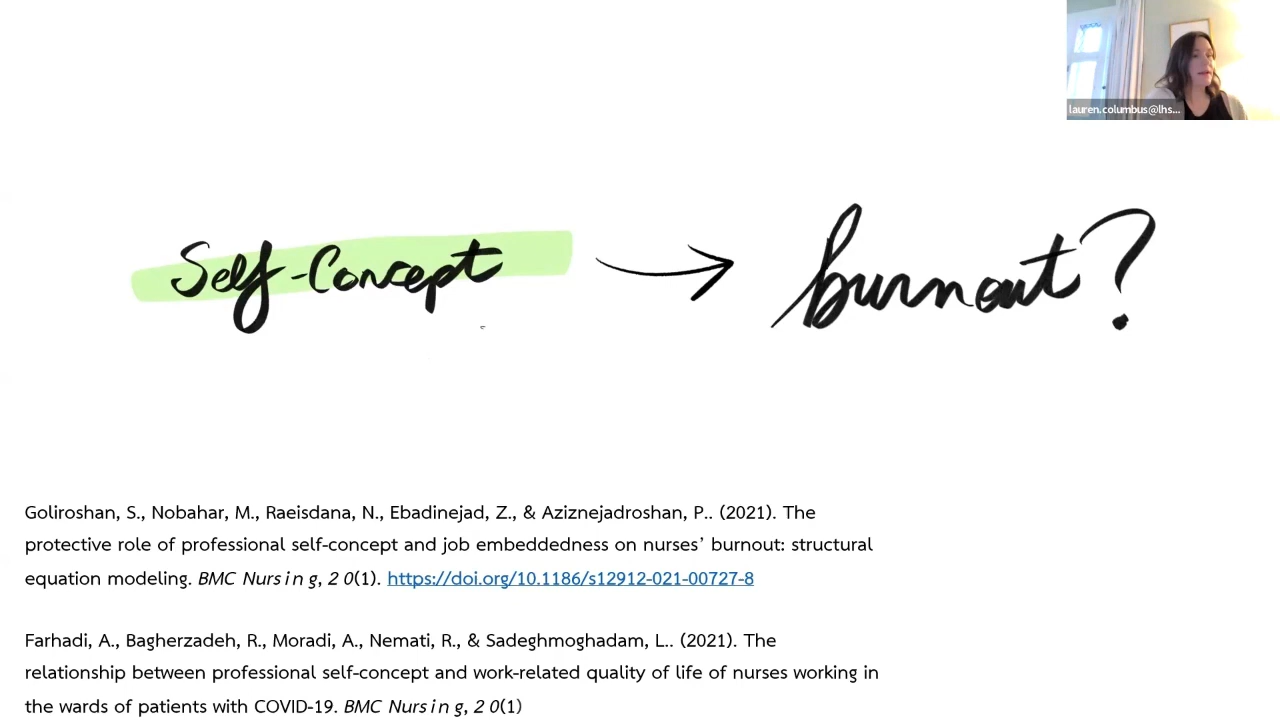 lauren.columbus@lhs...
Self-Concept → burnout?
Goliroshan, S., Nobahar, M., Raeisdana, N., Ebadinejad, Z., & Aziznejadroshan, P.. (2021). The
protective role of professional self-concept and job embeddedness on nurses’ burnout: structural
equation modeling. BMC Nursing, 20(1). https://doi.org/10.1186/s12912-021-00727-8
Farhadi, A., Bagherzadeh, R., Moradi, A., Nemati, R., & Sadeghmoghadam, L.. (2021). The
relationship between professional self-concept and work-related quality of life of nurses working in
the wards of patients with COVID-19. BMC Nursing, 20(1)